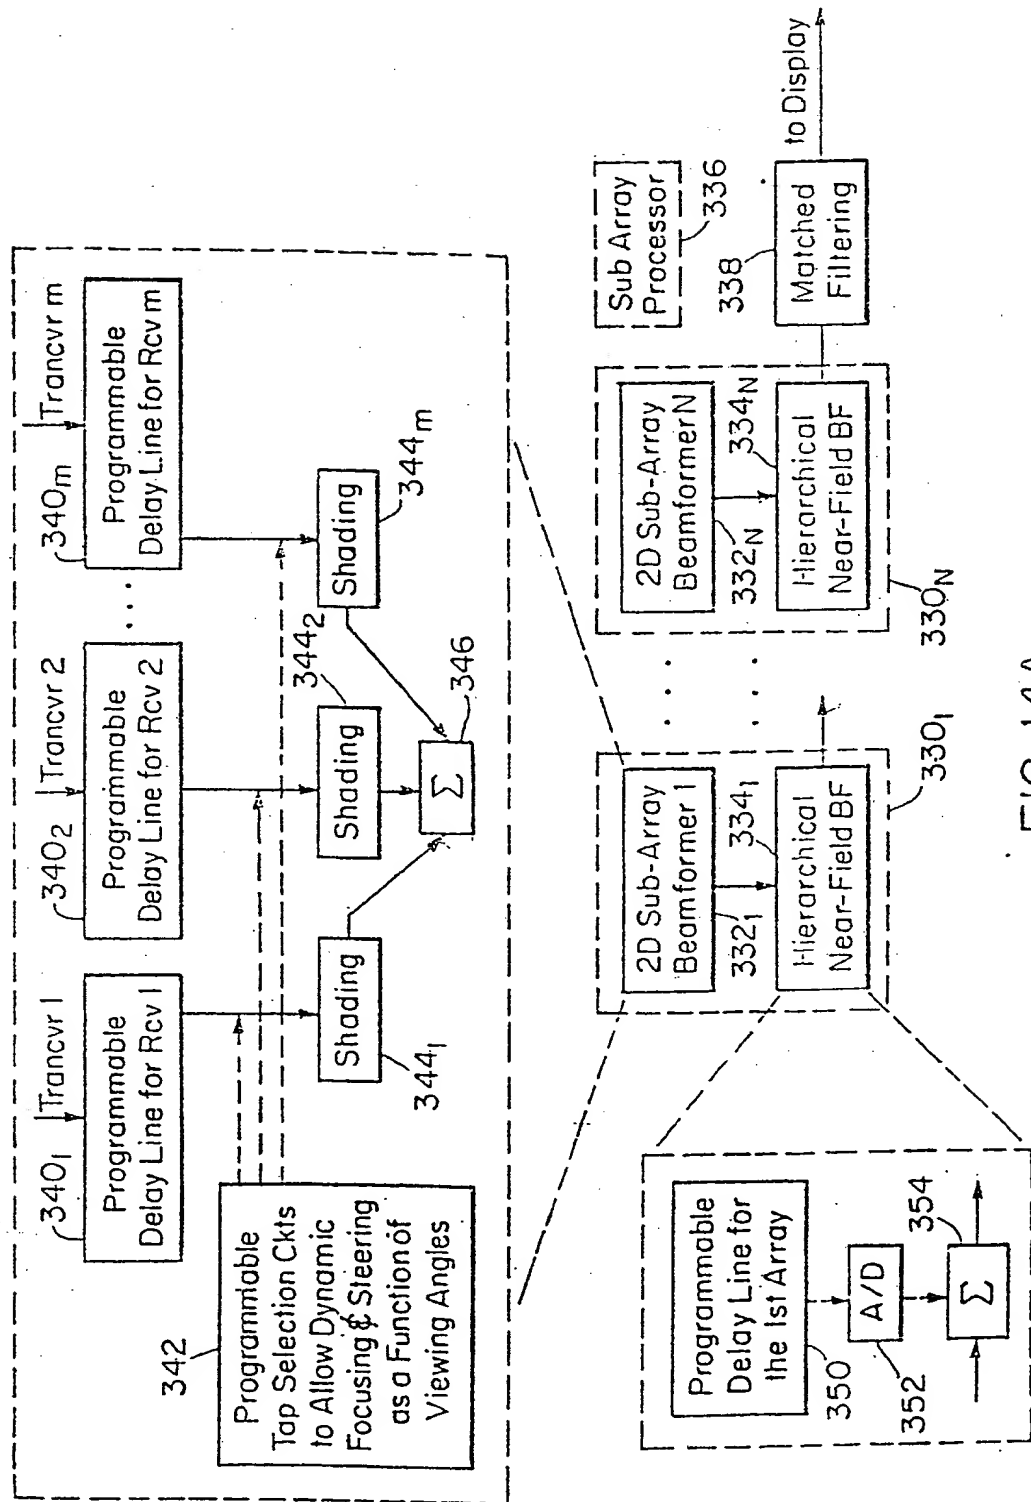 Trancvr 1
Trancvr 2
Trancvr m
340₁
340₂
340ₘ
Programmable
Delay Line for Rcv 1
Programmable
Delay Line for Rcv 2
...
Programmable
Delay Line for Rcv m
342
Programmable
Tap Selection Ckts
to Allow Dynamic
Focusing & Steering
as a Function of
Viewing Angles
Shading
344₁
Shading
344₂
Shading
344ₘ
Σ
346
2D Sub-Array
Beamformer 1
332₁
334₁
Hierarchical
Near-Field BF
330₁
. . .
. . .
2D Sub-Array
Beamformer N
332N
334N
Hierarchical
Near-Field BF
330N
Sub Array
Processor
336
338
Matched
Filtering
to Display
Programmable
Delay Line for
the 1st Array
350
A/D
352
354
Σ
FIG. 14A